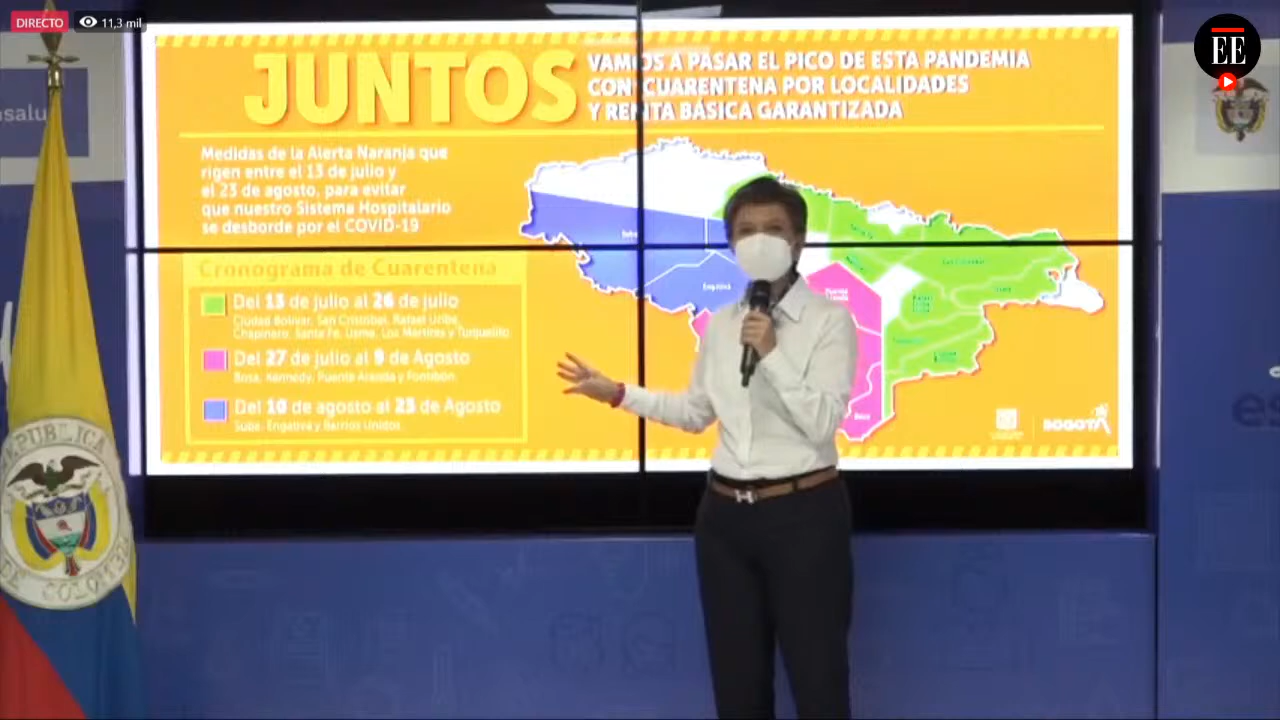 DIRECTO
11,3 mil
EE
nsalu
JUNTOS
VAMOS A PASAR EL PICO DE ESTA PANDEMIA
CON CUARENTENA POR LOCALIDADES
Y RENTA BÁSICA GARANTIZADA
Medidas de la Alerta Naranja que
rigen entre el 13 de julio y
el 23 de agosto, para evitar
que nuestro Sistema Hospitalario
se desborde por el COVID-19
Cronograma de Cuarentena
Del 13 de julio al 26 de julio
Ciudad Bolívar, San Cristóbal, Rafael Uribe,
Chapinero, Santa Fe, Usme, Los Mártires y Tunjuelito
Del 27 de julio al 9 de Agosto
Bosa, Kennedy, Puente Aranda y Fontibón.
Del 10 de agosto al 23 de Agosto
Suba, Engativá y Barrios Unidos.
Engativá
Bosa
BOGOTÁ
es
REPUBLICA
DE COLOMBIA